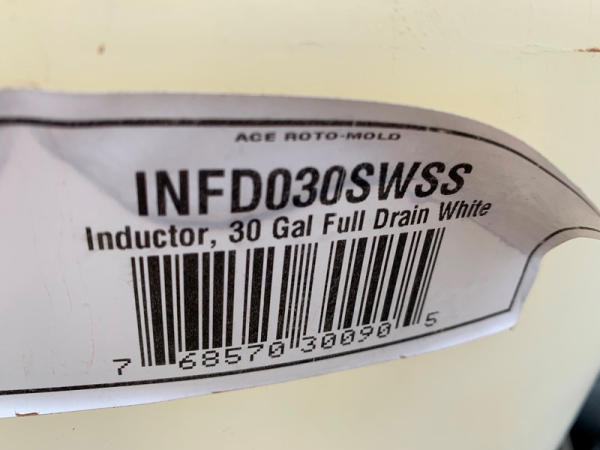 ACE ROTO-MOLD
INFD030SWSS
Inductor, 30 Gal Full Drain White
7 68570 30090 5